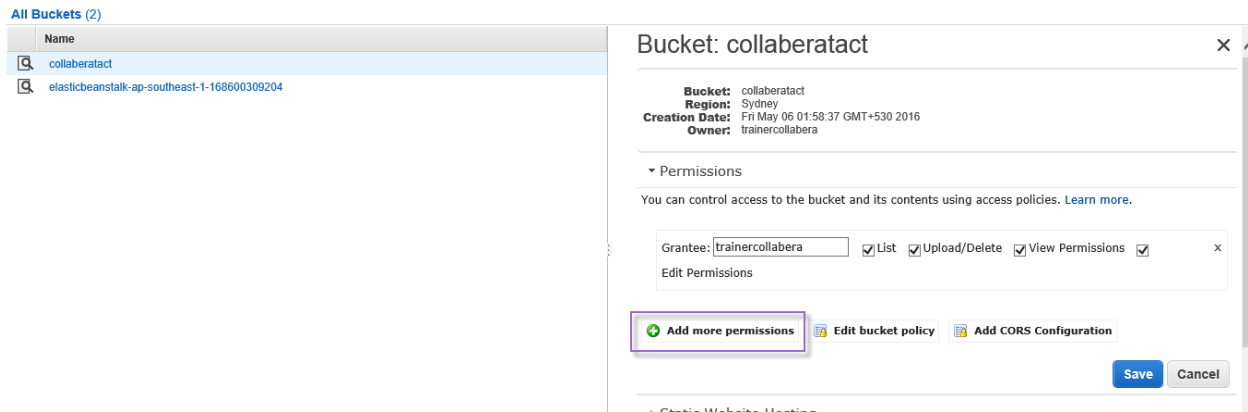 All Buckets (2)
Name
collaberatact
elasticbeanstalk-ap-southeast-1-168600309204
Bucket: collaberatact
Bucket: collaberatact
Region: Sydney
Creation Date: Fri May 06 01:58:37 GMT+530 2016
Owner: trainercollabera
Permissions
You can control access to the bucket and its contents using access policies. Learn more.
Grantee: trainercollabera List Upload/Delete View Permissions x
Edit Permissions
Add more permissions Edit bucket policy Add CORS Configuration
Save Cancel
Static Website Hosting